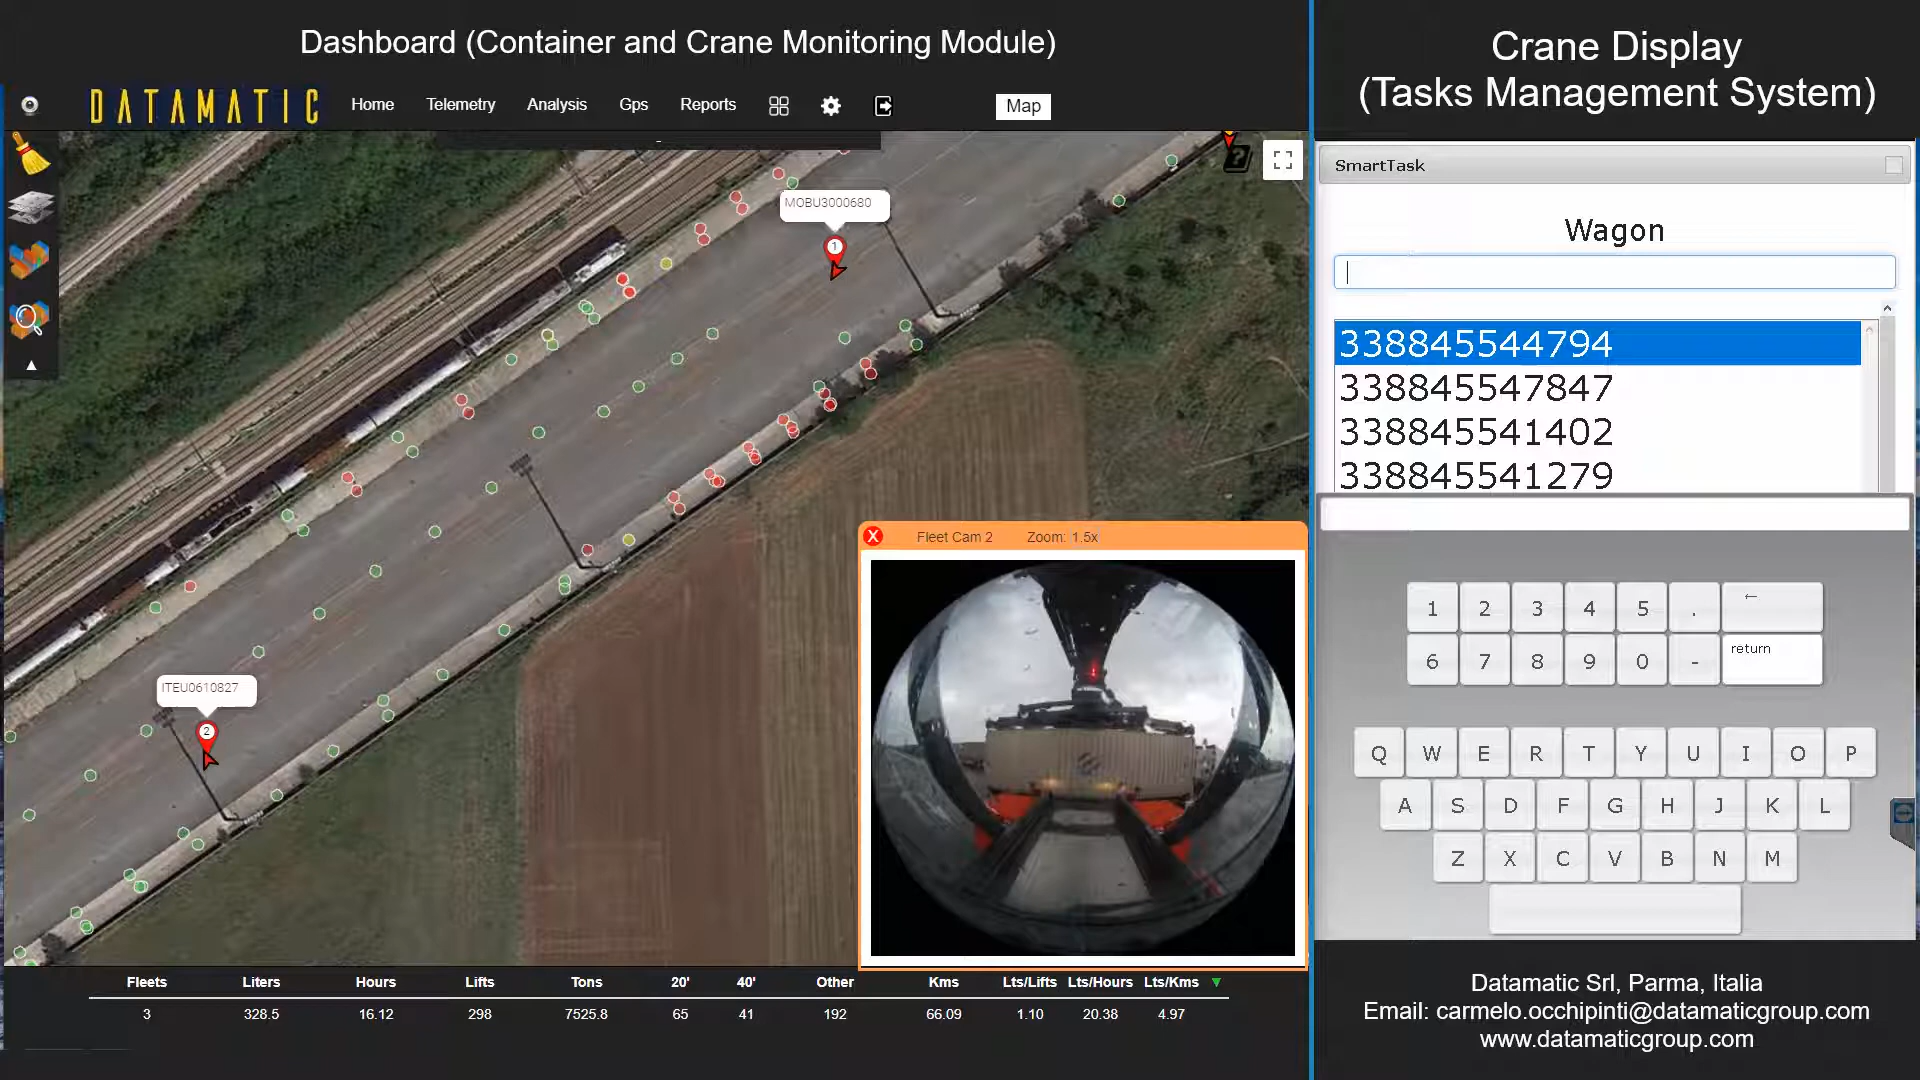 Dashboard (Container and Crane Monitoring Module)
DATAMATIC
Home
Telemetry
Analysis
Gps
Reports
Map
MOBU3000680
1
ITEU0610827
2
X
Fleet Cam 2
Zoom: 1.5x
Fleets Liters Hours Lifts Tons 20' 40' Other Kms Lts/Lifts Lts/Hours Lts/Kms
3 328.5 16.12 298 7525.8 65 41 192 66.09 1.10 20.38 4.97
Crane Display
(Tasks Management System)
SmartTask
Wagon
338845544794
338845547847
338845541402
338845541279
1 2 3 4 5 . ←
6 7 8 9 0 - return
Q W E R T Y U I O P
A S D F G H J K L
Z X C V B N M
Datamatic Srl, Parma, Italia
Email: carmelo.occhipinti@datamaticgroup.com
www.datamaticgroup.com